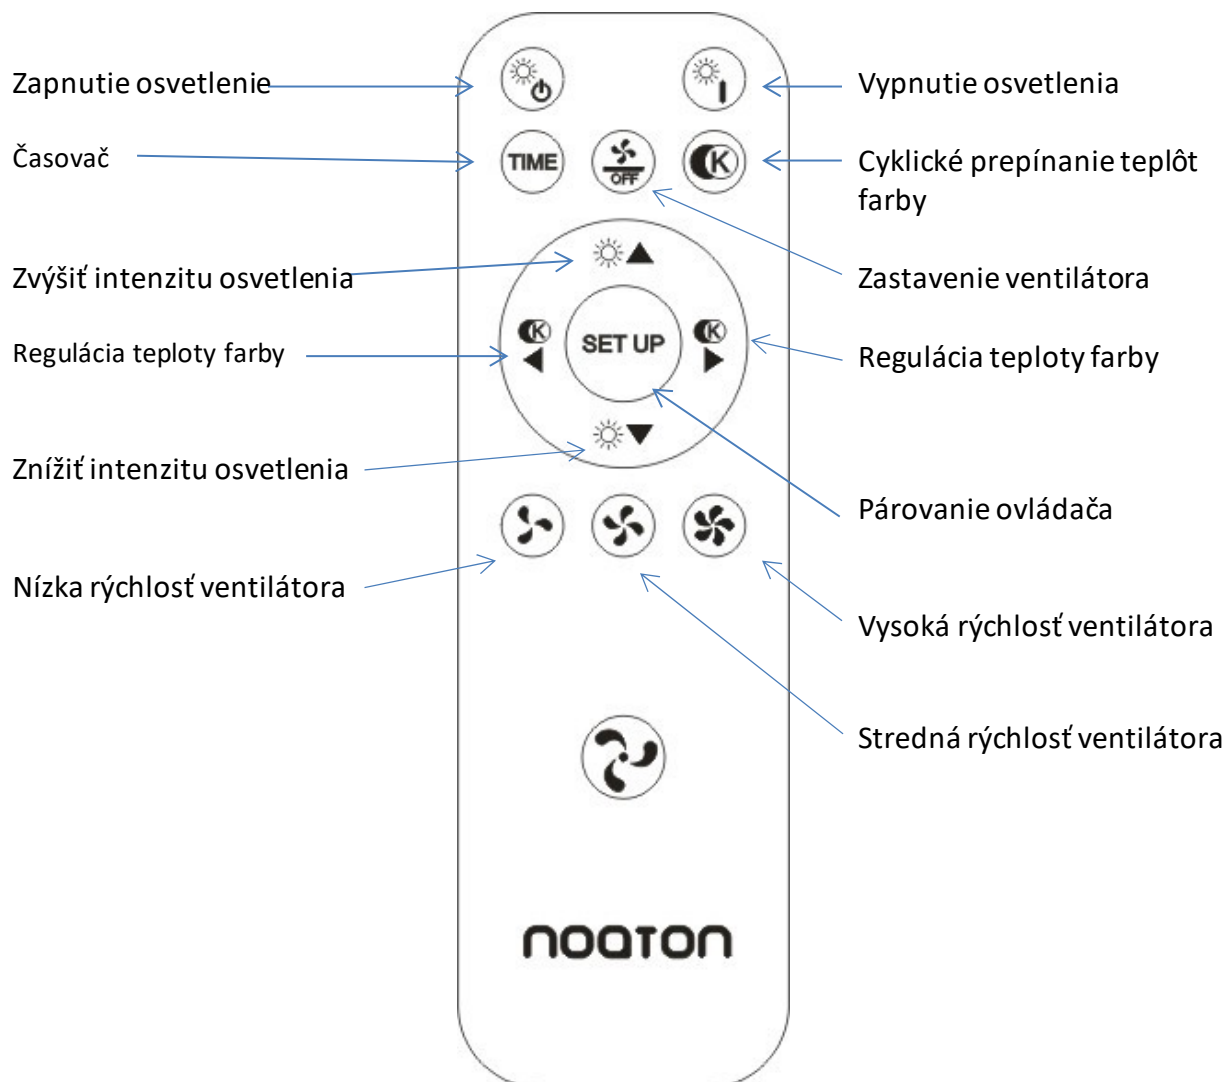 Zapnutie osvetlenie
Vypnutie osvetlenia
Časovač
TIME
OFF
K
Cyklické prepínanie teplôt
farby
Zvýšiť intenzitu osvetlenia
Zastavenie ventilátora
K
K
SET UP
Regulácia teploty farby
Regulácia teploty farby
Znížiť intenzitu osvetlenia
Párovanie ovládača
Nízka rýchlosť ventilátora
Vysoká rýchlosť ventilátora
Stredná rýchlosť ventilátora
noaton